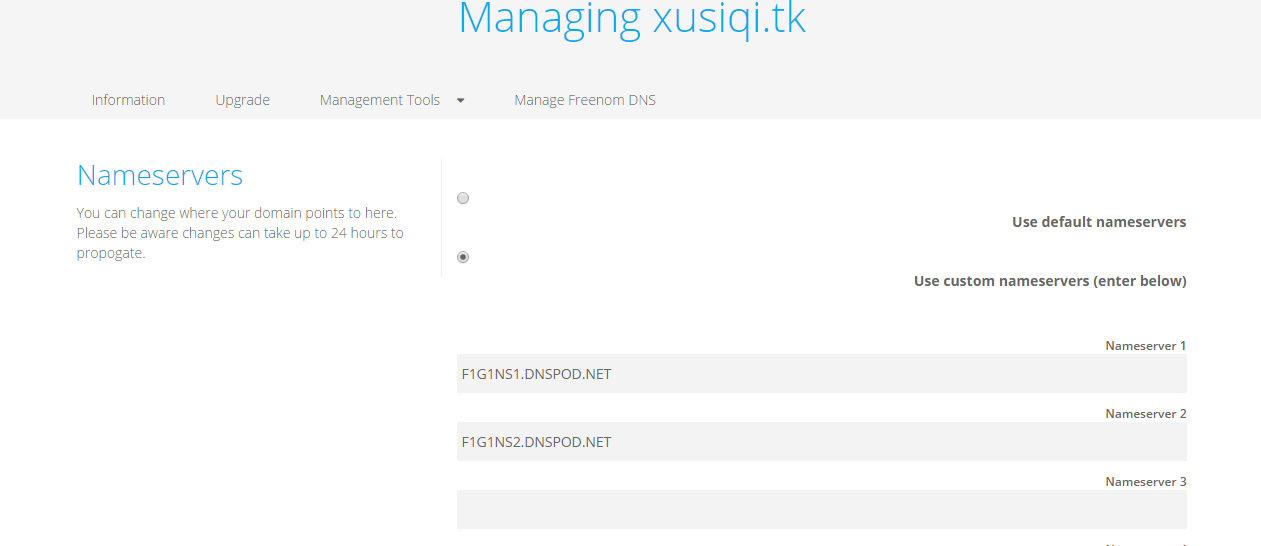 Managing xusiqi.tk
Information Upgrade Management Tools Manage Freenom DNS
Nameservers
You can change where your domain points to here.
Please be aware changes can take up to 24 hours to
propogate.
Use default nameservers
Use custom nameservers (enter below)
Nameserver 1
F1G1NS1.DNSPOD.NET
Nameserver 2
F1G1NS2.DNSPOD.NET
Nameserver 3